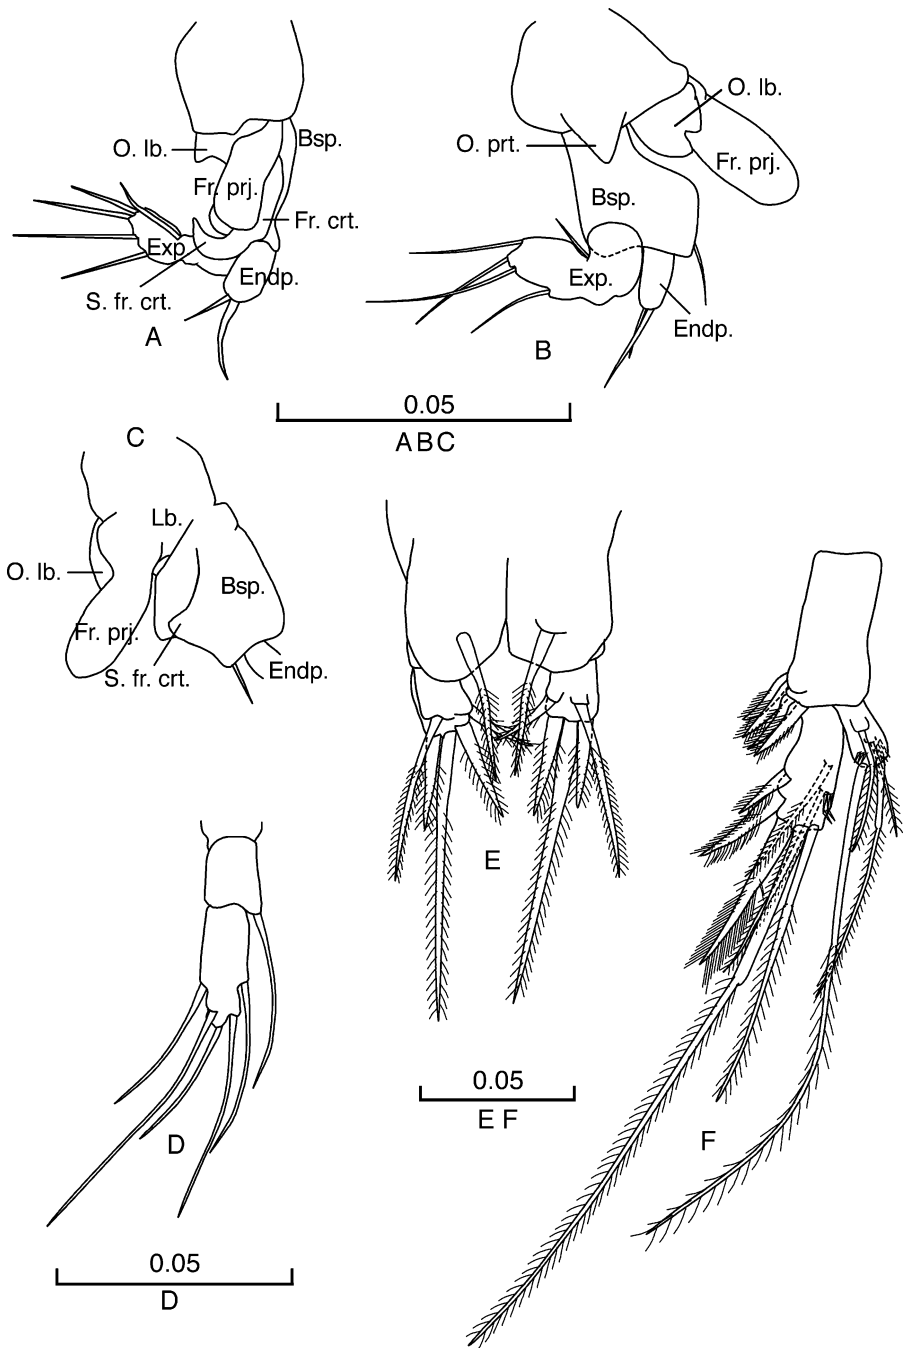 O. lb.
Bsp.
Fr. prj.
Fr. crt.
Exp
Endp.
S. fr. crt.
A
O. lb.
O. prt.
Fr. prj.
Bsp.
Exp.
Endp.
B
0.05
A B C
C
Lb.
O. lb.
Bsp.
Fr. prj.
S. fr. crt.
Endp.
E
0.05
E F
F
D
0.05
D